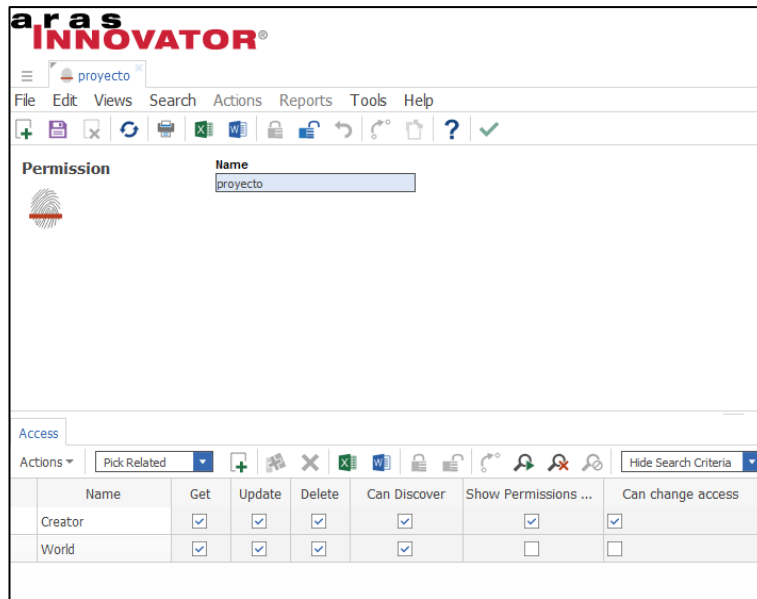 aras
INNOVATOR®
proyecto
File Edit Views Search Actions Reports Tools Help
Permission
Name
proyecto
Access
Actions Pick Related Hide Search Criteria
Name Get Update Delete Can Discover Show Permissions ... Can change access
Creator
World